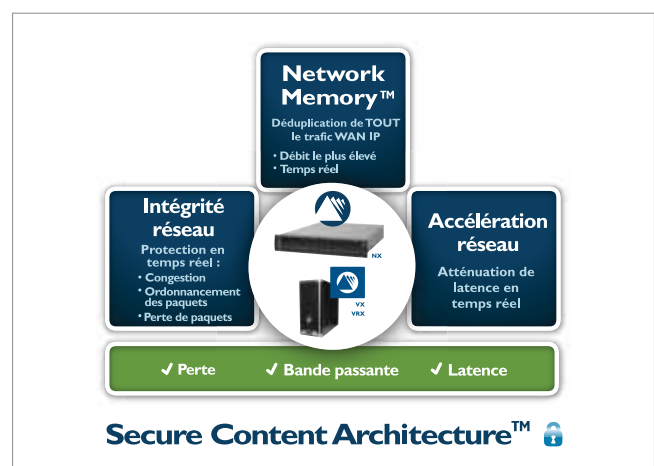 Network
Memory™
Déduplication de TOUT
le trafic WAN IP
• Débit le plus élevé
• Temps réel
Intégrité
réseau
Protection en
temps réel :
• Congestion
• Ordonnancement
des paquets
• Perte de paquets
NX
VX
VRX
Accélération
réseau
Atténuation de
latence en
temps réel
✓ Perte ✓ Bande passante ✓ Latence
Secure Content Architecture™